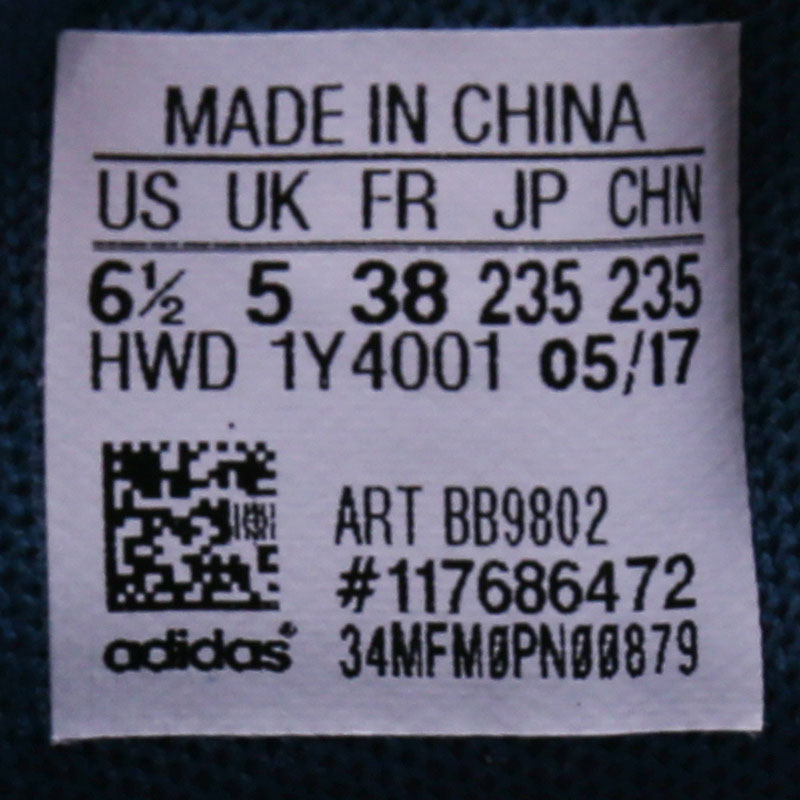 MADE IN CHINA
US UK FR JP CHN
6½ 5 38 235 235
HWD 1Y4001 05/17
ART BB9802
#117686472
adidas 34MFM0PN00879